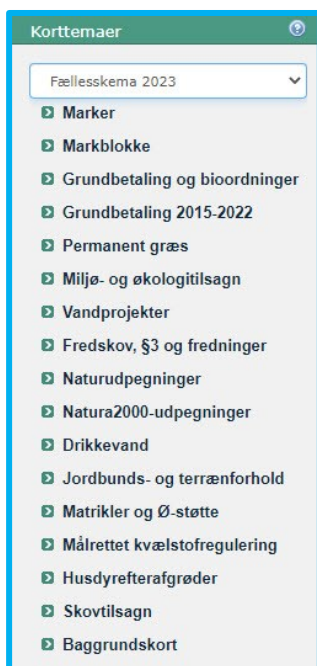 Korttemaer
Fællesskema 2023
Marker
Markblokke
Grundbetaling og bioordninger
Grundbetaling 2015-2022
Permanent græs
Miljø- og økologitilsagn
Vandprojekter
Fredskov, §3 og fredninger
Naturudpegninger
Natura2000-udpegninger
Drikkevand
Jordbunds- og terrænforhold
Matrikler og Ø-støtte
Målrettet kvælstofregulering
Husdyrefterafgrøder
Skovtilsagn
Baggrundskort